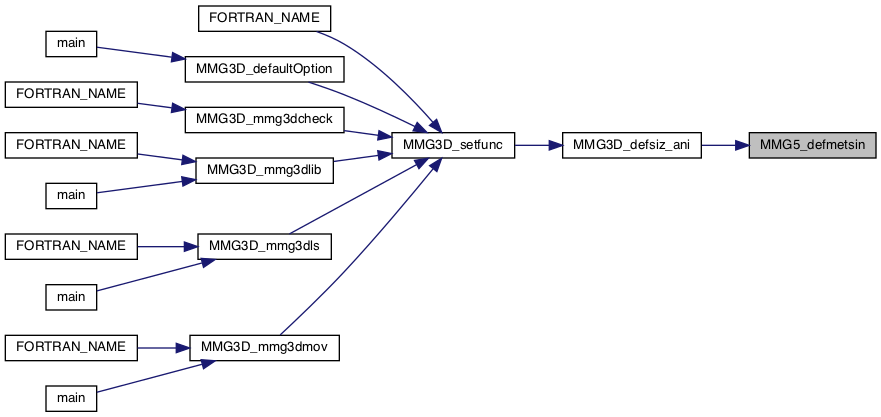 FORTRAN_NAME
main
MMG3D_defaultOption
FORTRAN_NAME
MMG3D_mmg3dcheck
FORTRAN_NAME
MMG3D_setfunc
MMG3D_defsiz_ani
MMG5_defmetsin
MMG3D_mmg3dlib
main
FORTRAN_NAME
MMG3D_mmg3dls
main
FORTRAN_NAME
MMG3D_mmg3dmov
main